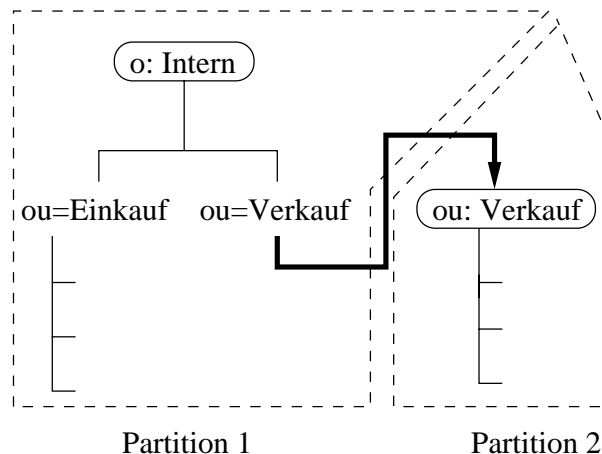 o: Intern
ou=Einkauf
ou=Verkauf
ou: Verkauf
Partition 1
Partition 2